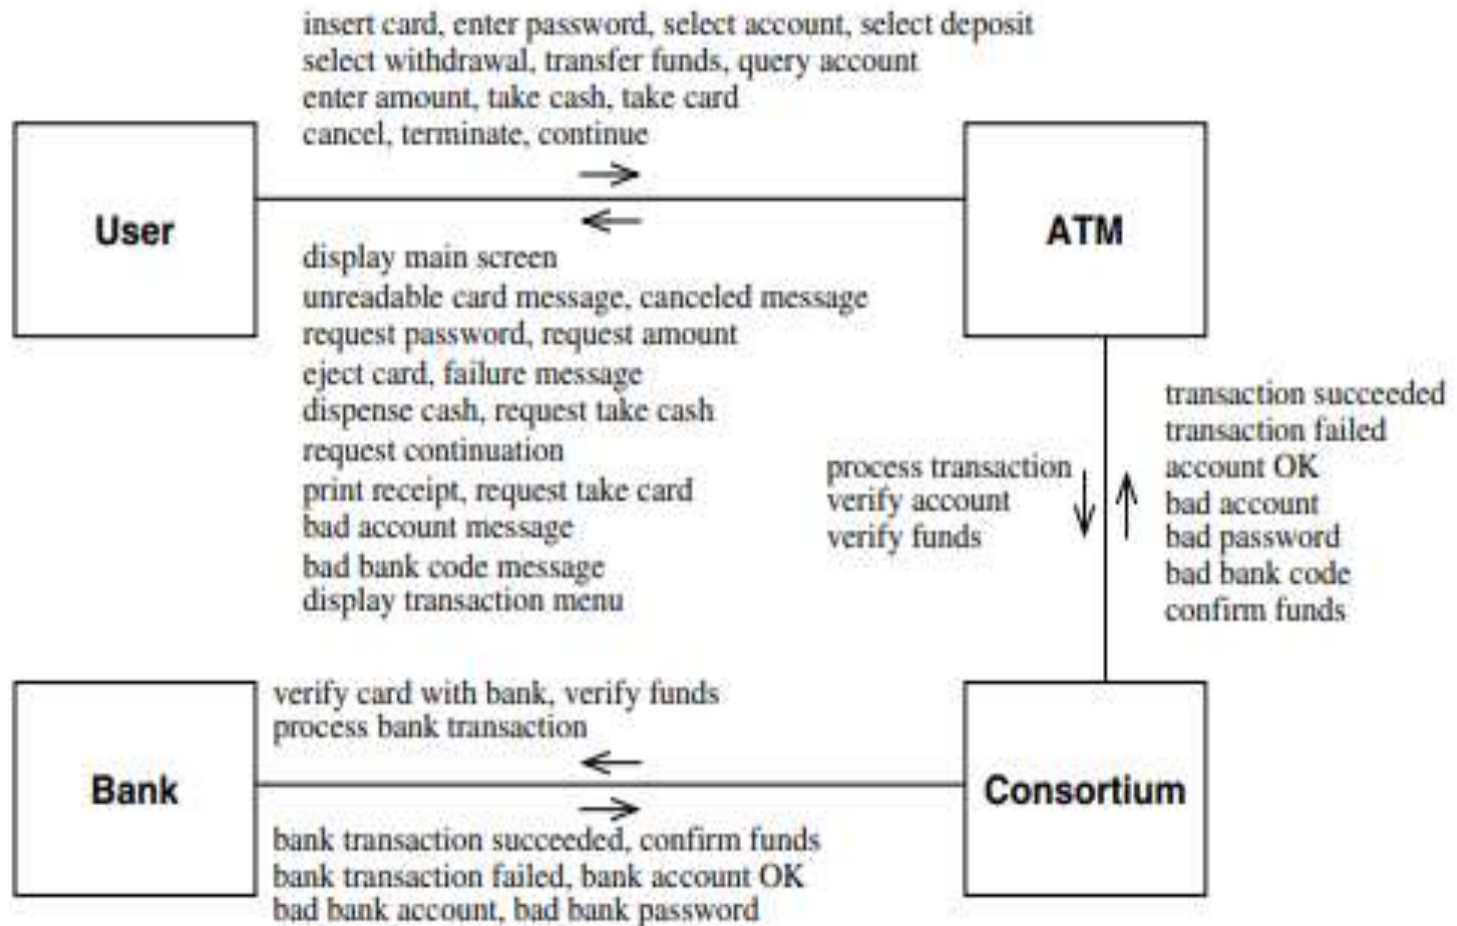 insert card, enter password, select account, select deposit
select withdrawal, transfer funds, query account
enter amount, take cash, take card
cancel, terminate, continue
User
ATM
display main screen
unreadable card message, canceled message
request password, request amount
eject card, failure message
dispense cash, request take cash
request continuation
print receipt, request take card
bad account message
bad bank code message
display transaction menu
process transaction
verify account
verify funds
transaction succeeded
transaction failed
account OK
bad account
bad password
bad bank code
confirm funds
verify card with bank, verify funds
process bank transaction
Bank
Consortium
bank transaction succeeded, confirm funds
bank transaction failed, bank account OK
bad bank account, bad bank password